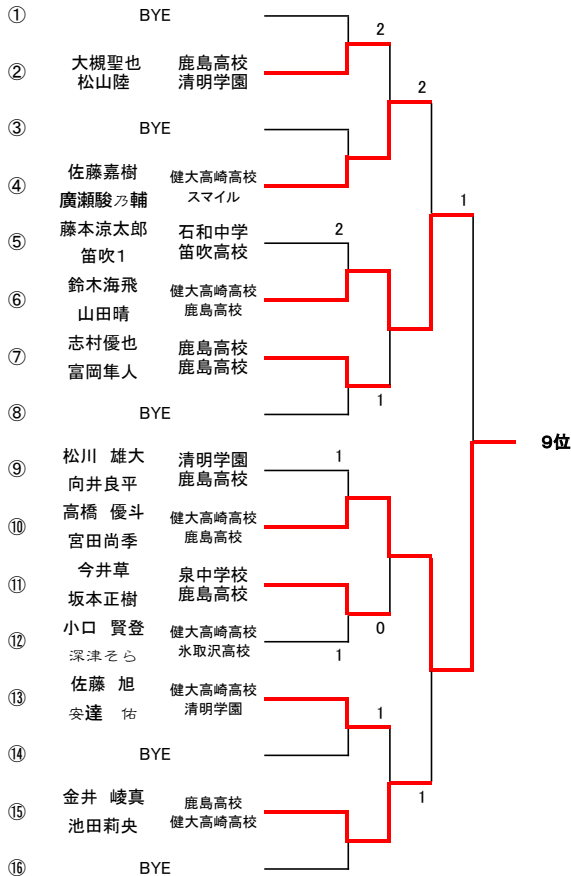 ① BYE
2
② 大槻聖也 鹿島高校
松山陸 清明学園
2
③ BYE
④ 佐藤嘉樹 健大高崎高校
廣瀬駿乃輔 スマイル
1
⑤ 藤本涼太郎 石和中学 2
笛吹1 笛吹高校
⑥ 鈴木海飛 健大高崎高校
山田晴 鹿島高校
⑦ 志村優也 鹿島高校
富岡隼人 鹿島高校
1
⑧ BYE
9位
⑨ 松川 雄大 清明学園 1
向井良平 鹿島高校
⑩ 高橋 優斗 健大高崎高校
宮田尚季 鹿島高校
⑪ 今井草 泉中学校
坂本正樹 鹿島高校
0
⑫ 小口 賢登 健大高崎高校
深津そら 氷取沢高校 1
⑬ 佐藤 旭 健大高崎高校
安達 佑 清明学園 1
⑭ BYE
1
⑮ 金井 崚真 鹿島高校
池田莉央 健大高崎高校
⑯ BYE